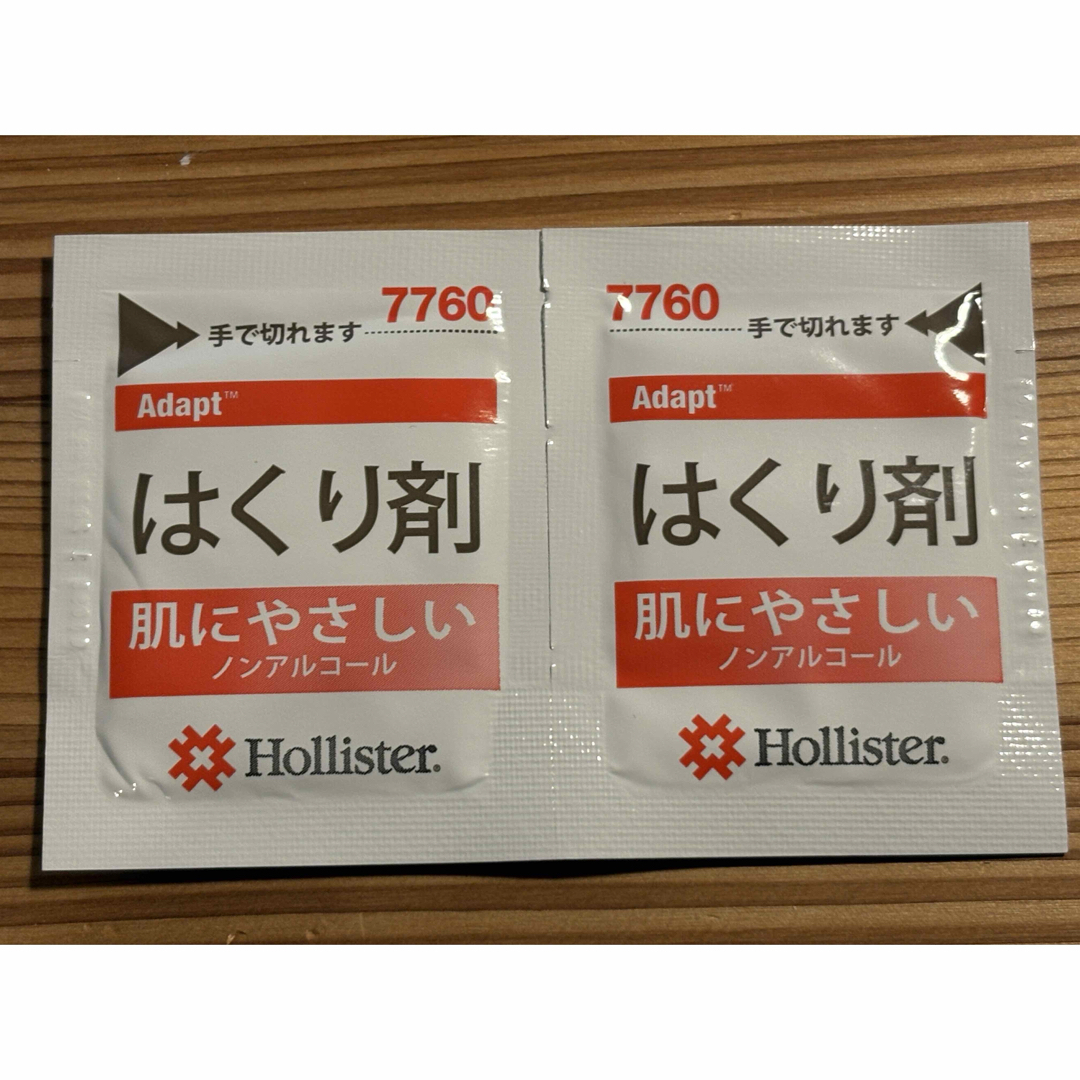 7760
手で切れます
Adapt™
はくり剤
肌にやさしい
ノンアルコール
Hollister.
7760
手で切れます
Adapt™
はくり剤
肌にやさしい
ノンアルコール
Hollister.